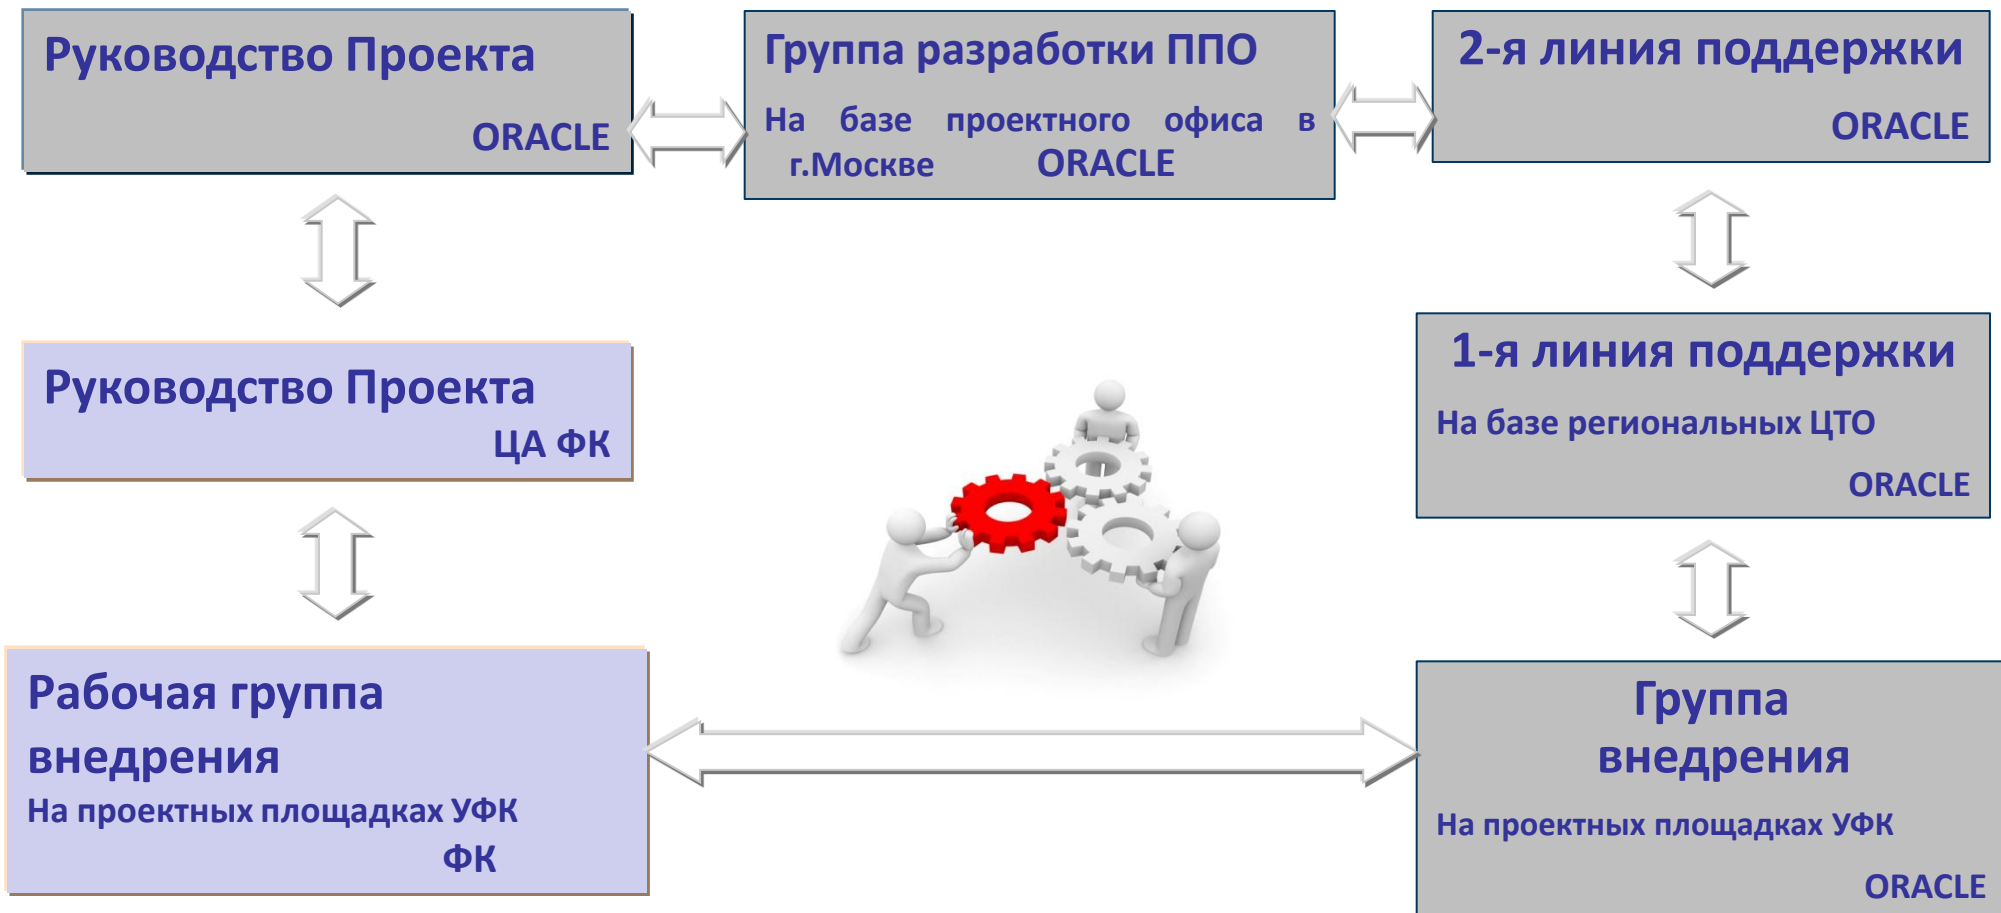 Руководство Проекта
ORACLE
Группа разработки ППО
На базе проектного офиса в
г.Москве ORACLE
2-я линия поддержки
ORACLE
Руководство Проекта
ЦА ФК
1-я линия поддержки
На базе региональных ЦТО
ORACLE
Рабочая группа
внедрения
На проектных площадках УФК
ФК
Группа
внедрения
На проектных площадках УФК
ORACLE